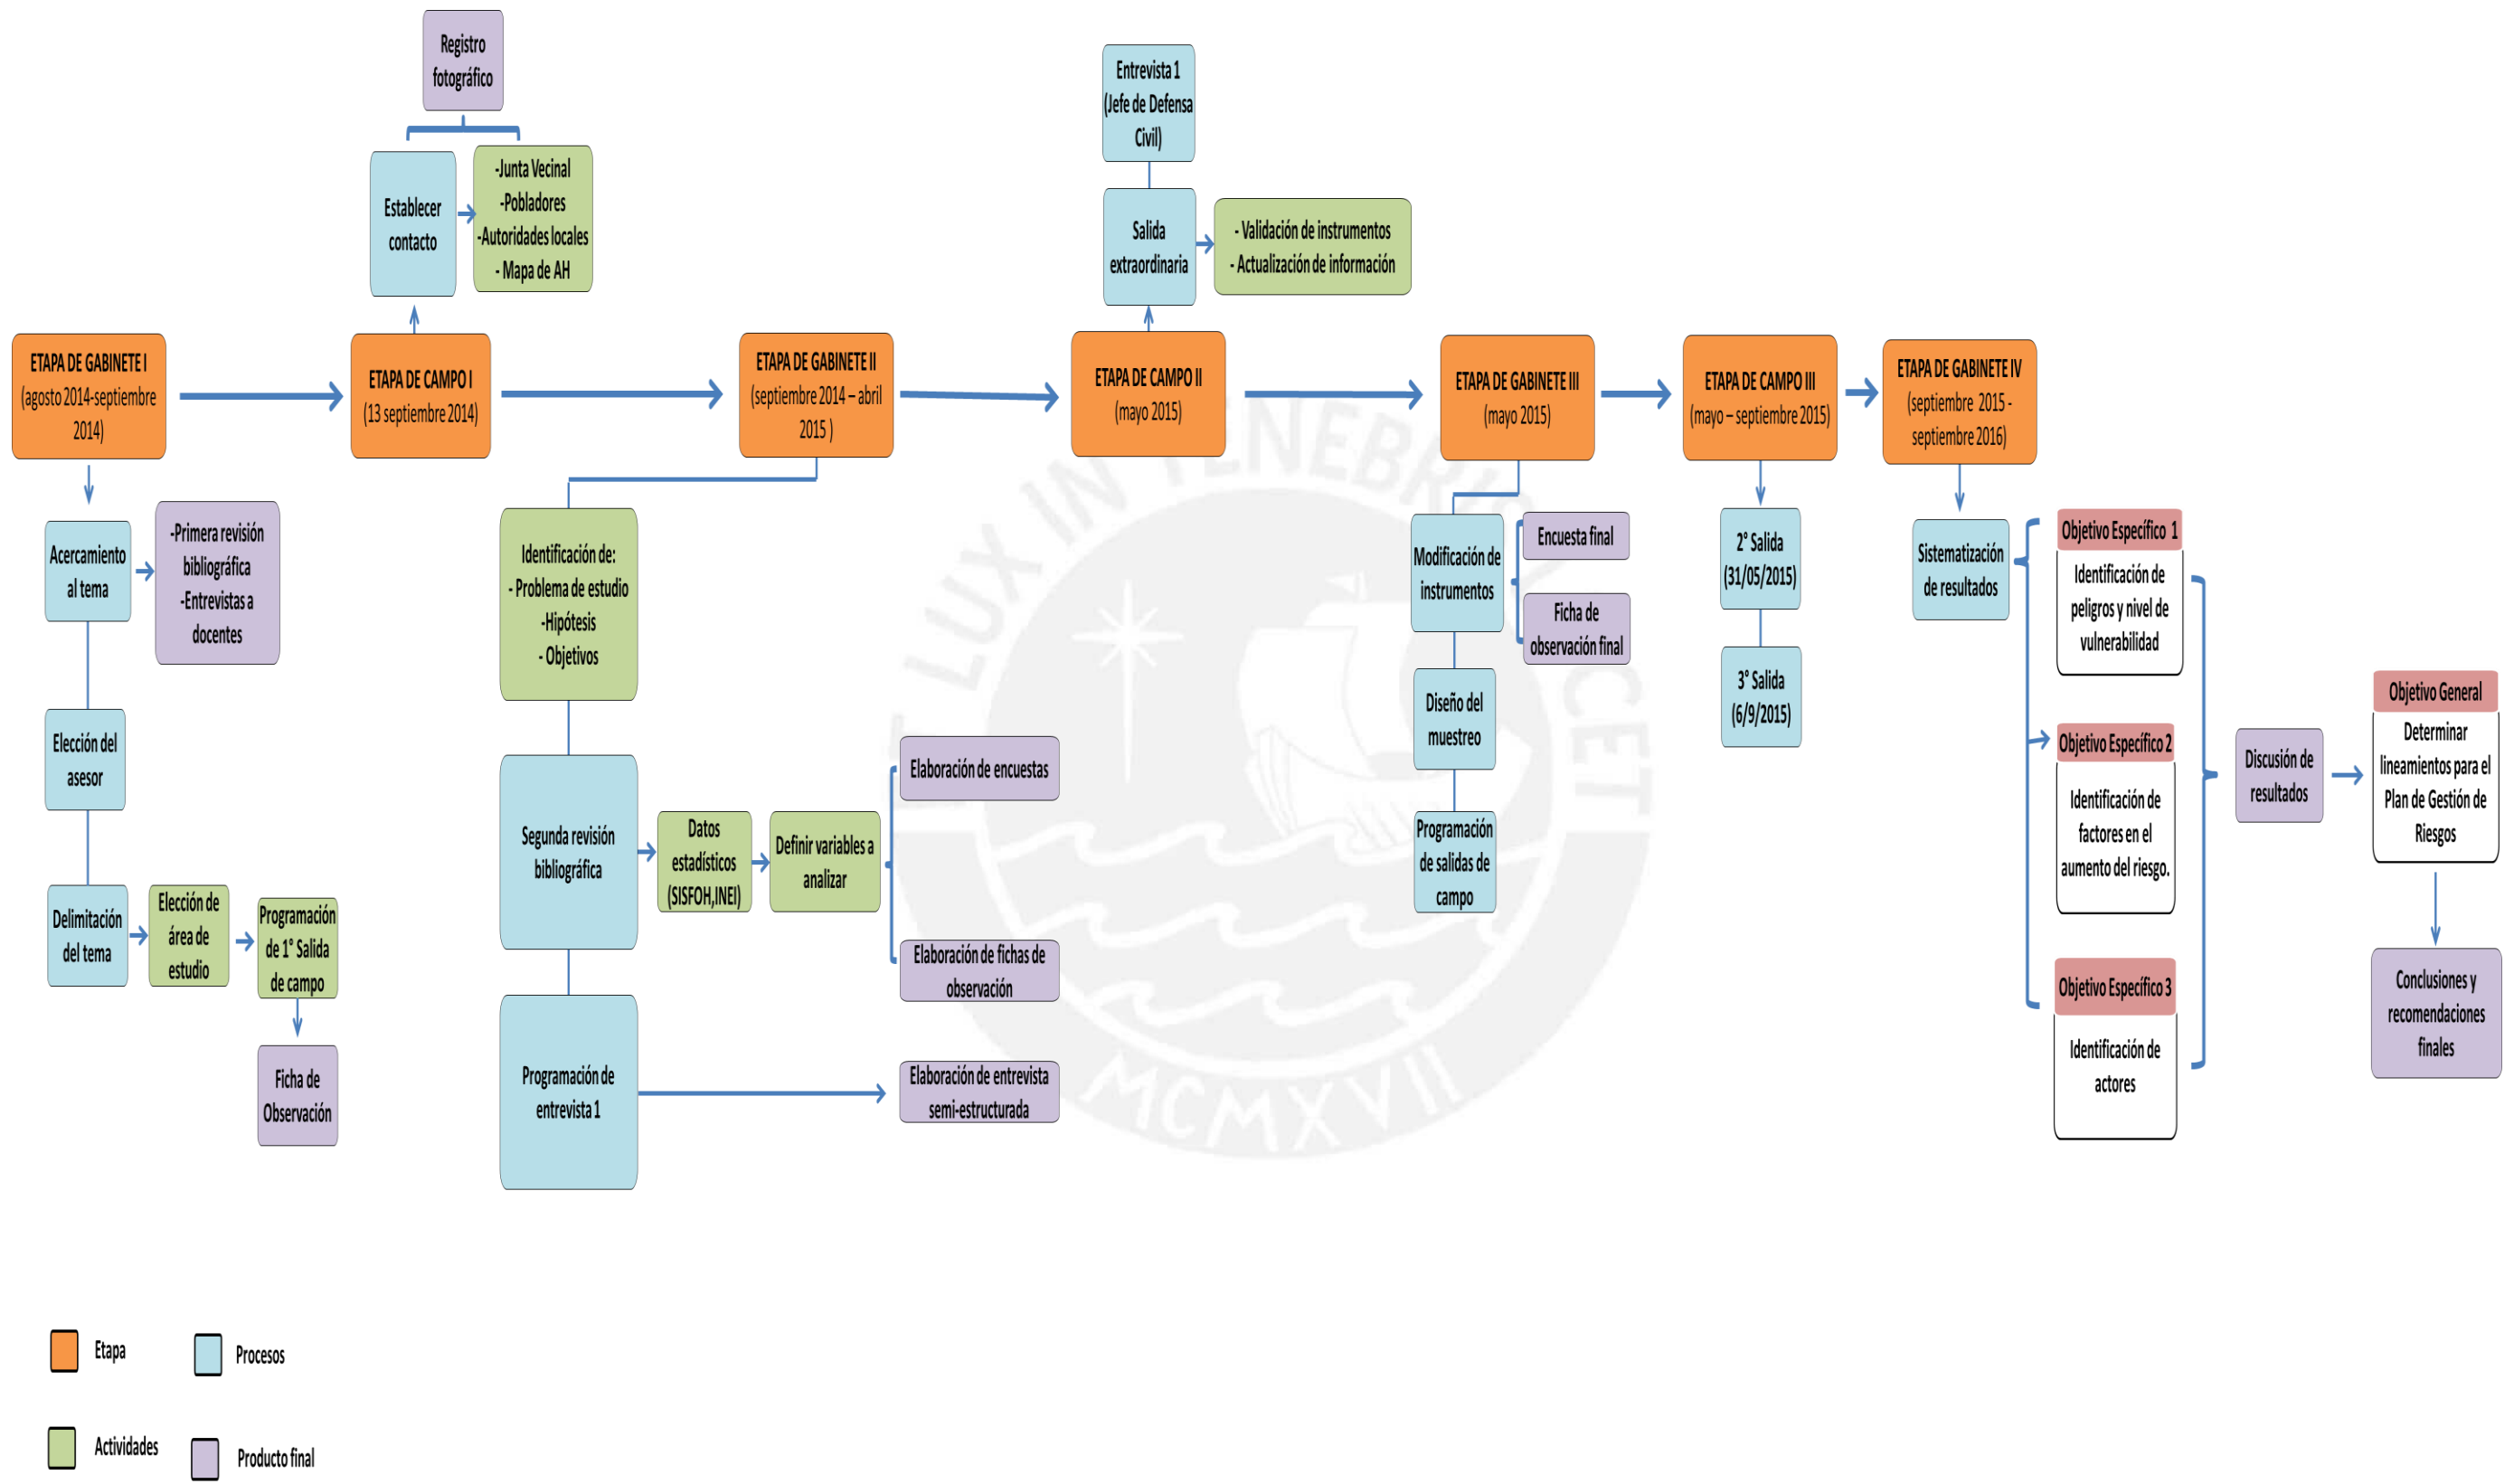 Registro
fotográfico
Establecer
contacto
-Junta Vecinal
-Pobladores
-Autoridades locales
- Mapa de AH
Entrevista 1
(Jefe de Defensa
Civil)
Salida
extraordinaria
- Validación de instrumentos
- Actualización de información
ETAPA DE GABINETE I
(agosto 2014-septiembre
2014)
ETAPA DE CAMPO I
(13 septiembre 2014)
ETAPA DE GABINETE II
(septiembre 2014 – abril
2015 )
ETAPA DE CAMPO II
(mayo 2015)
ETAPA DE GABINETE III
(mayo 2015)
ETAPA DE CAMPO III
(mayo – septiembre 2015)
ETAPA DE GABINETE IV
(septiembre 2015 -
septiembre 2016)
Acercamiento
al tema
-Primera revisión
bibliográfica
-Entrevistas a
docentes
Elección del
asesor
Delimitación
del tema
Elección de
área de
estudio
Programación
de 1° Salida
de campo
Ficha de
Observación
Identificación de:
- Problema de estudio
-Hipótesis
- Objetivos
Segunda revisión
bibliográfica
Datos
estadísticos
(SISFOH,INEI)
Definir variables a
analizar
Elaboración de encuestas
Elaboración de fichas de
observación
Programación de
entrevista 1
Elaboración de entrevista
semi-estructurada
Modificación de
instrumentos
Encuesta final
Ficha de
observación final
Diseño del
muestreo
Programación
de salidas de
campo
2° Salida
(31/05/2015)
3° Salida
(6/9/2015)
Sistematización
de resultados
Objetivo Específico 1
Identificación de
peligros y nivel de
vulnerabilidad
Objetivo Específico 2
Identificación de
factores en el
aumento del riesgo.
Objetivo Específico 3
Identificación de
actores
Discusión de
resultados
Objetivo General
Determinar
lineamientos para el
Plan de Gestión de
Riesgos
Conclusiones y
recomendaciones
finales
ET LUX IN TENEBRIS LUCET
MCMXVII
Etapa
Procesos
Actividades
Producto final